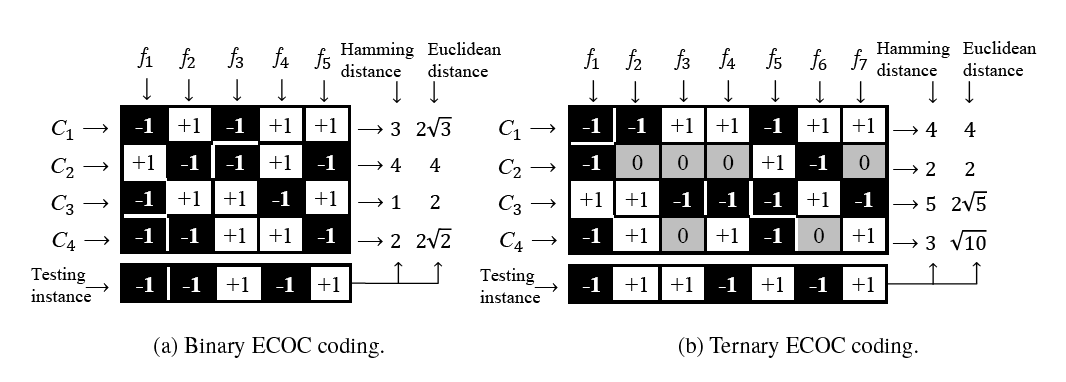 f1 f2 f3 f4 f5 Hamming distance Euclidean distance
C1 → -1 +1 -1 +1 +1 → 3 2√3
C2 → +1 -1 -1 +1 -1 → 4 4
C3 → -1 +1 +1 -1 +1 → 1 2
C4 → -1 -1 +1 +1 -1 → 2 2√2
Testing instance → -1 -1 +1 -1 +1
(a) Binary ECOC coding.
f1 f2 f3 f4 f5 f6 f7 Hamming distance Euclidean distance
C1 → -1 -1 +1 +1 -1 +1 +1 → 4 4
C2 → -1 0 0 0 +1 -1 0 → 2 2
C3 → +1 +1 -1 -1 -1 +1 -1 → 5 2√5
C4 → -1 +1 0 +1 -1 0 +1 → 3 √10
Testing instance → -1 +1 +1 -1 +1 -1 +1
(b) Ternary ECOC coding.